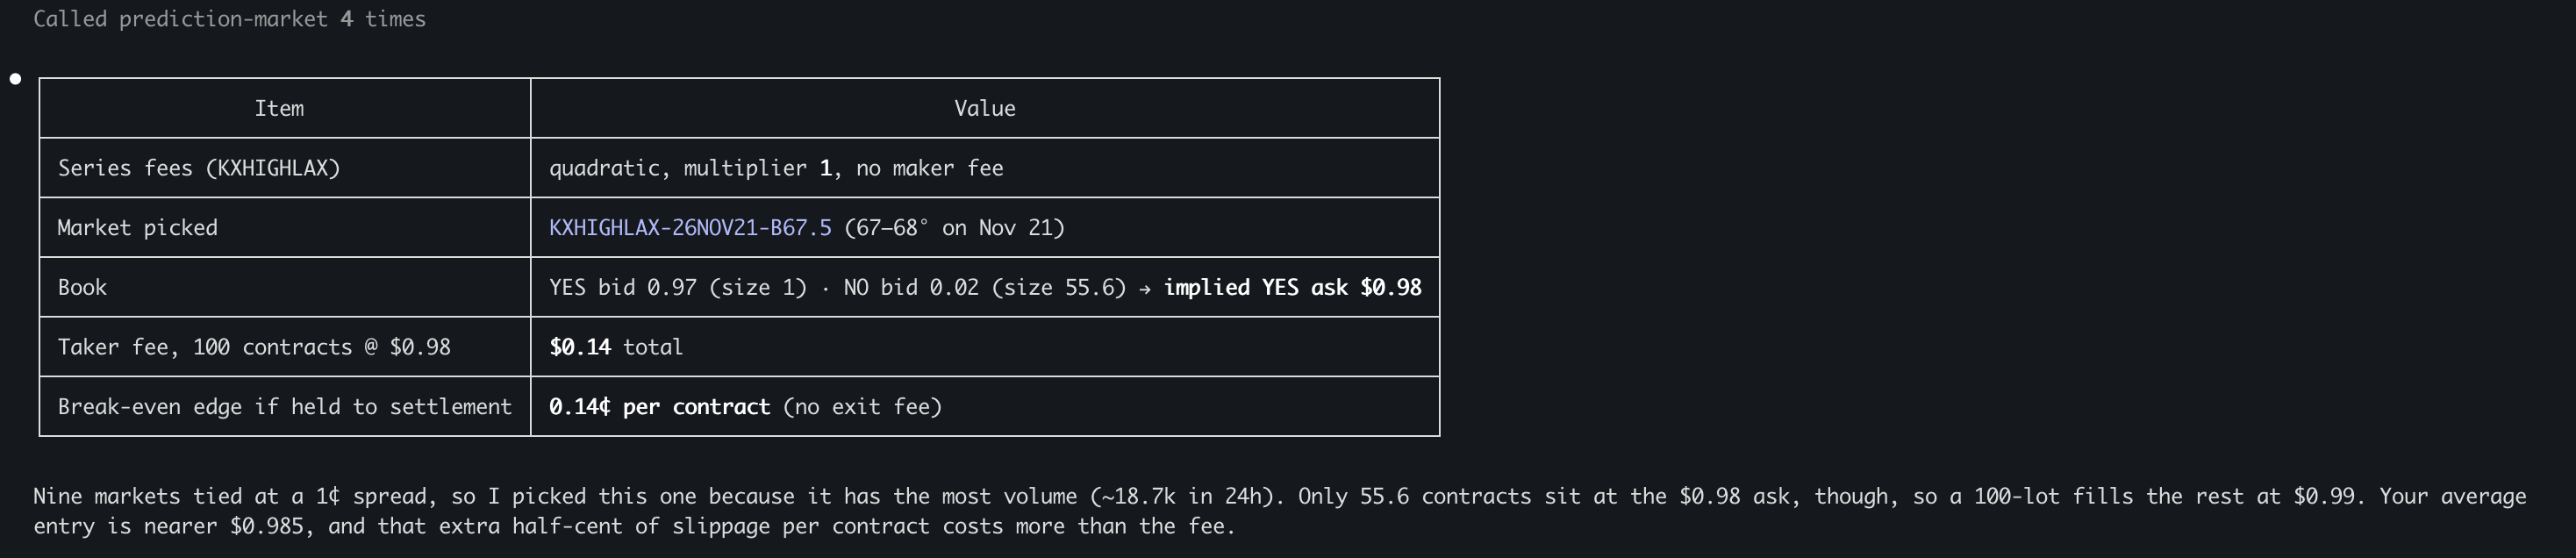 Called prediction-market 4 times
Item Value
Series fees (KXHIGHLAX) quadratic, multiplier 1, no maker fee
Market picked KXHIGHLAX-26NOV21-B67.5 (67–68° on Nov 21)
Book YES bid 0.97 (size 1) · NO bid 0.02 (size 55.6) → implied YES ask $0.98
Taker fee, 100 contracts @ $0.98 $0.14 total
Break-even edge if held to settlement 0.14¢ per contract (no exit fee)
Nine markets tied at a 1¢ spread, so I picked this one because it has the most volume (~18.7k in 24h). Only 55.6 contracts sit at the $0.98 ask, though, so a 100-lot fills the rest at $0.99. Your average
entry is nearer $0.985, and that extra half-cent of slippage per contract costs more than the fee.